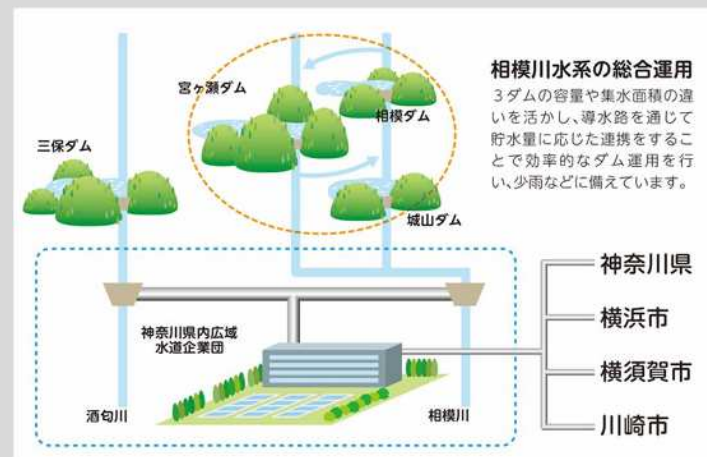 相模川水系の総合運用
3ダムの容量や集水面積の違
いを活かし、導水路を通じて
貯水量に応じた連携をするこ
とで効率的なダム運用を行
い、少雨などに備えています。
宮ヶ瀬ダム
相模ダム
三保ダム
城山ダム
神奈川県内広域
水道企業団
酒匂川
相模川
神奈川県
横浜市
横須賀市
川崎市